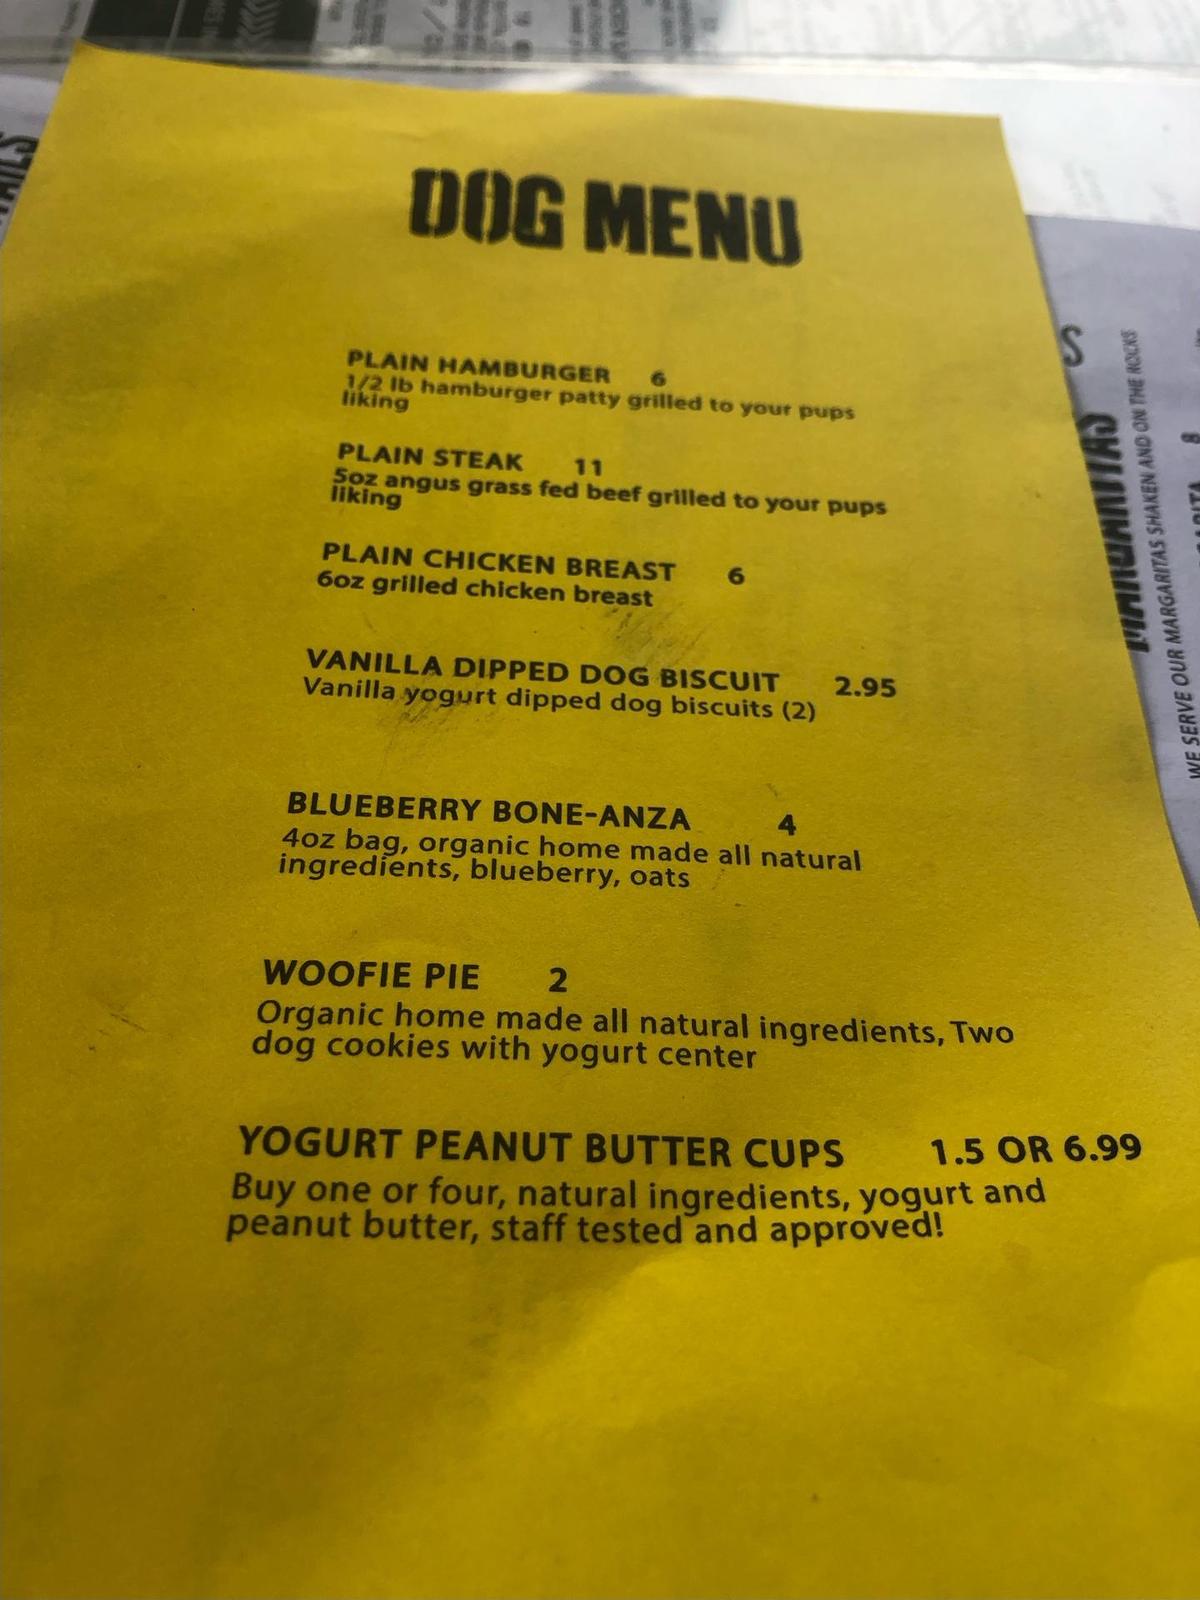 DOG MENU
PLAIN HAMBURGER 6
1/2 lb hamburger patty grilled to your pups
liking
PLAIN STEAK 11
5oz angus grass fed beef grilled to your pups
liking
PLAIN CHICKEN BREAST 6
6oz grilled chicken breast
VANILLA DIPPED DOG BISCUIT 2.95
Vanilla yogurt dipped dog biscuits (2)
BLUEBERRY BONE-ANZA 4
4oz bag, organic home made all natural
ingredients, blueberry, oats
WOOFIE PIE 2
Organic home made all natural ingredients, Two
dog cookies with yogurt center
YOGURT PEANUT BUTTER CUPS 1.5 OR 6.99
Buy one or four, natural ingredients, yogurt and
peanut butter, staff tested and approved!
MARGARITAS
WE SERVE OUR MARGARITAS SHAKEN AND ON THE ROCKS
8